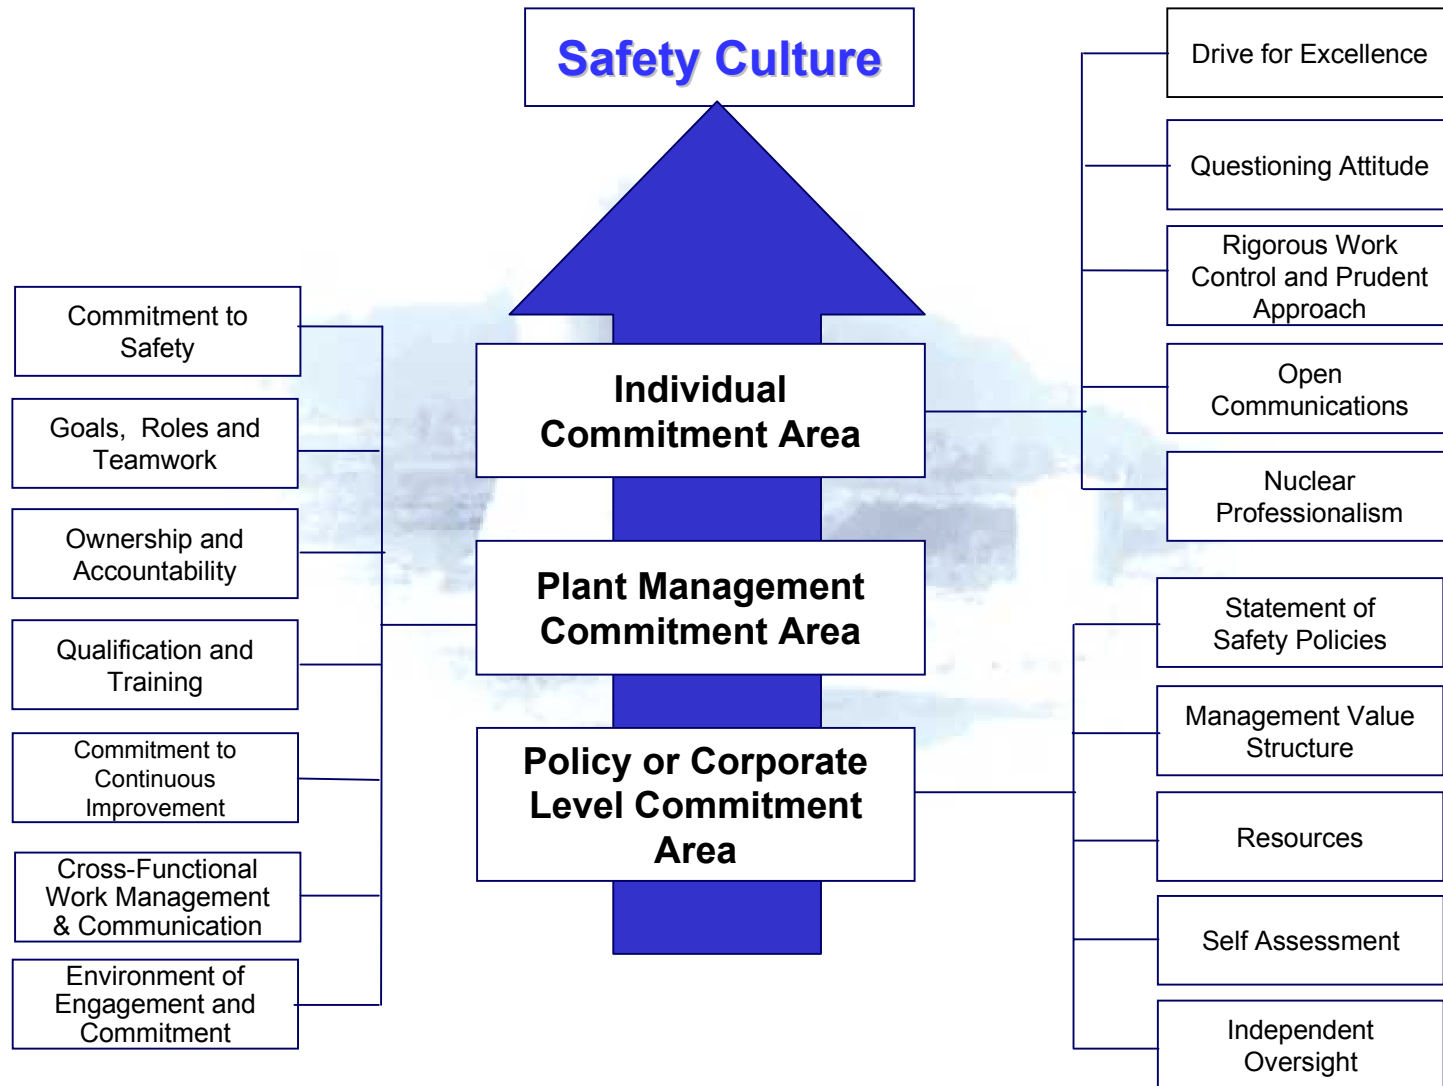 Safety Culture
Individual
Commitment Area
Plant Management
Commitment Area
Policy or Corporate
Level Commitment
Area
Commitment to
Safety
Goals, Roles and
Teamwork
Ownership and
Accountability
Qualification and
Training
Commitment to
Continuous
Improvement
Cross-Functional
Work Management
& Communication
Environment of
Engagement and
Commitment
Drive for Excellence
Questioning Attitude
Rigorous Work
Control and Prudent
Approach
Open
Communications
Nuclear
Professionalism
Statement of
Safety Policies
Management Value
Structure
Resources
Self Assessment
Independent
Oversight